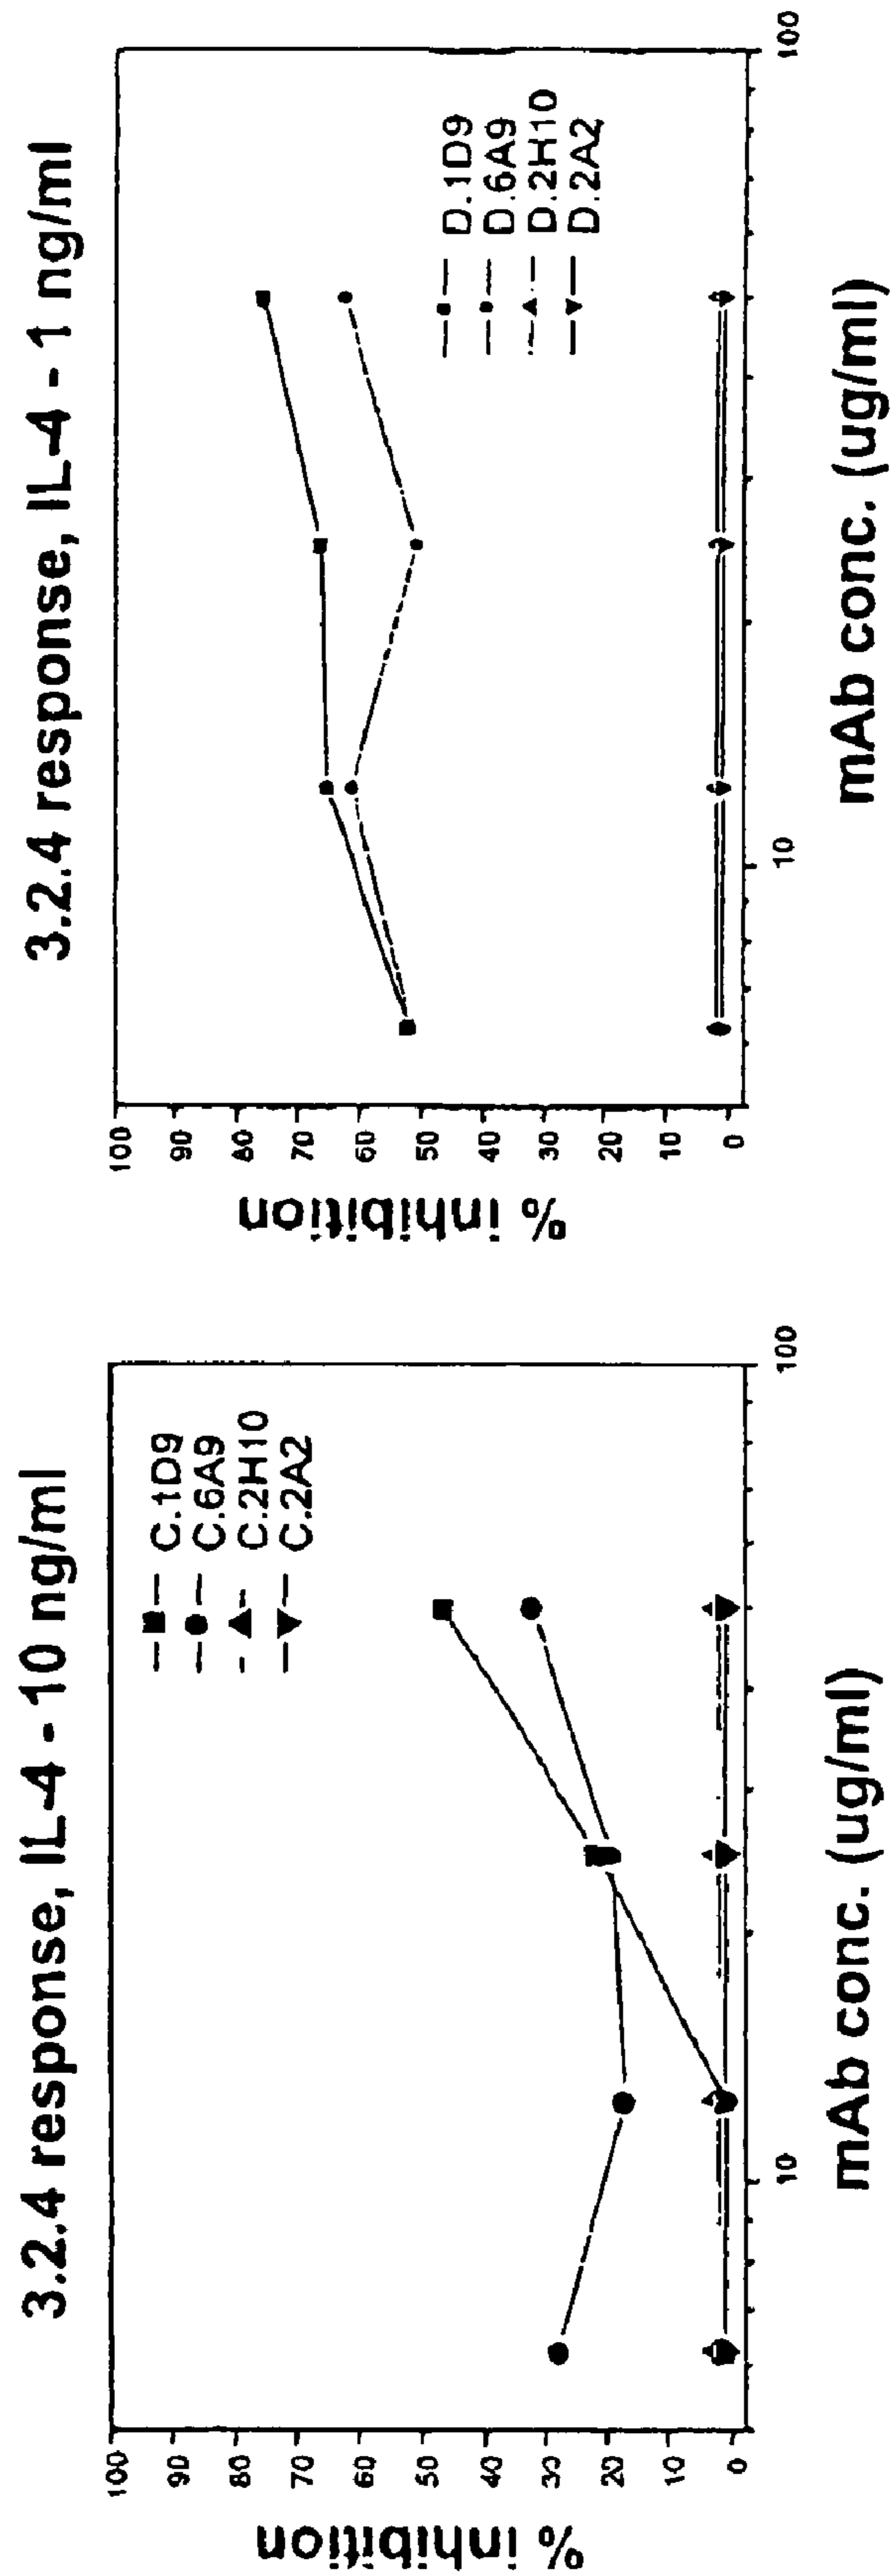 3.2.4 response, IL-4 - 10 ng/ml
% inhibition
100
90
80
70
60
50
40
30
20
10
0
C.1D9
C.6A9
C.2H10
C.2A2
10
100
mAb conc. (ug/ml)
3.2.4 response, IL-4 - 1 ng/ml
% inhibition
100
90
80
70
60
50
40
30
20
10
0
D.1D9
D.6A9
D.2H10
D.2A2
10
100
mAb conc. (ug/ml)